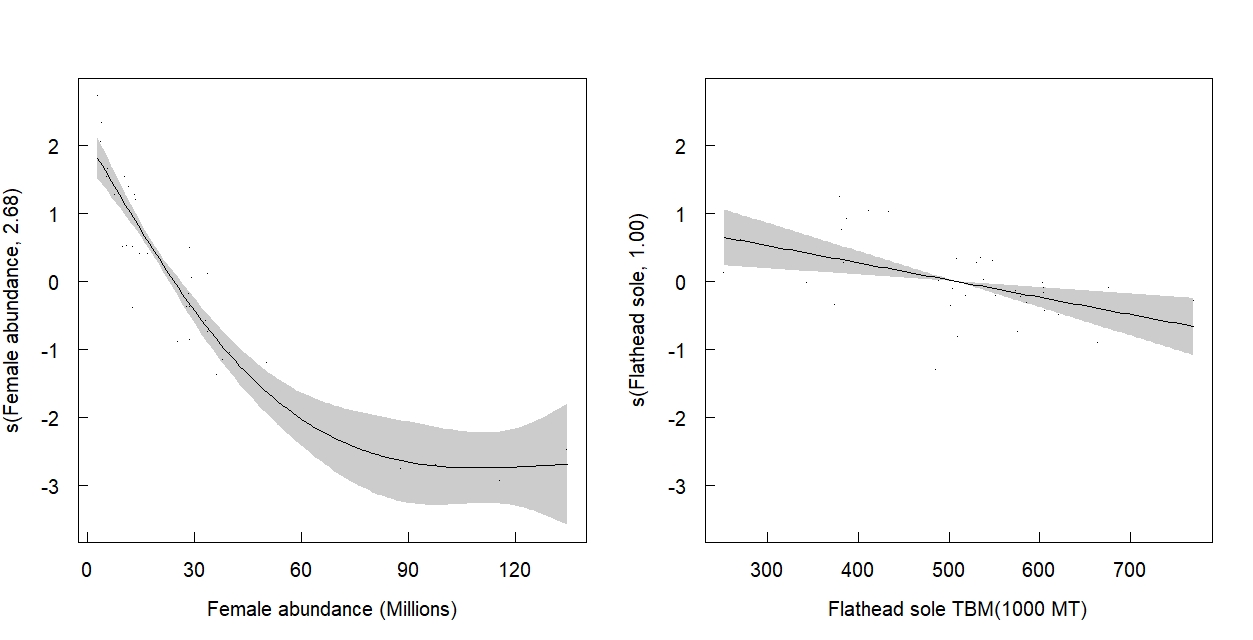 s(Female abundance, 2.68)
2
1
0
-1
-2
-3
0 30 60 90 120
Female abundance (Millions)
s(Flathead sole, 1.00)
2
1
0
-1
-2
-3
300 400 500 600 700
Flathead sole TBM(1000 MT)